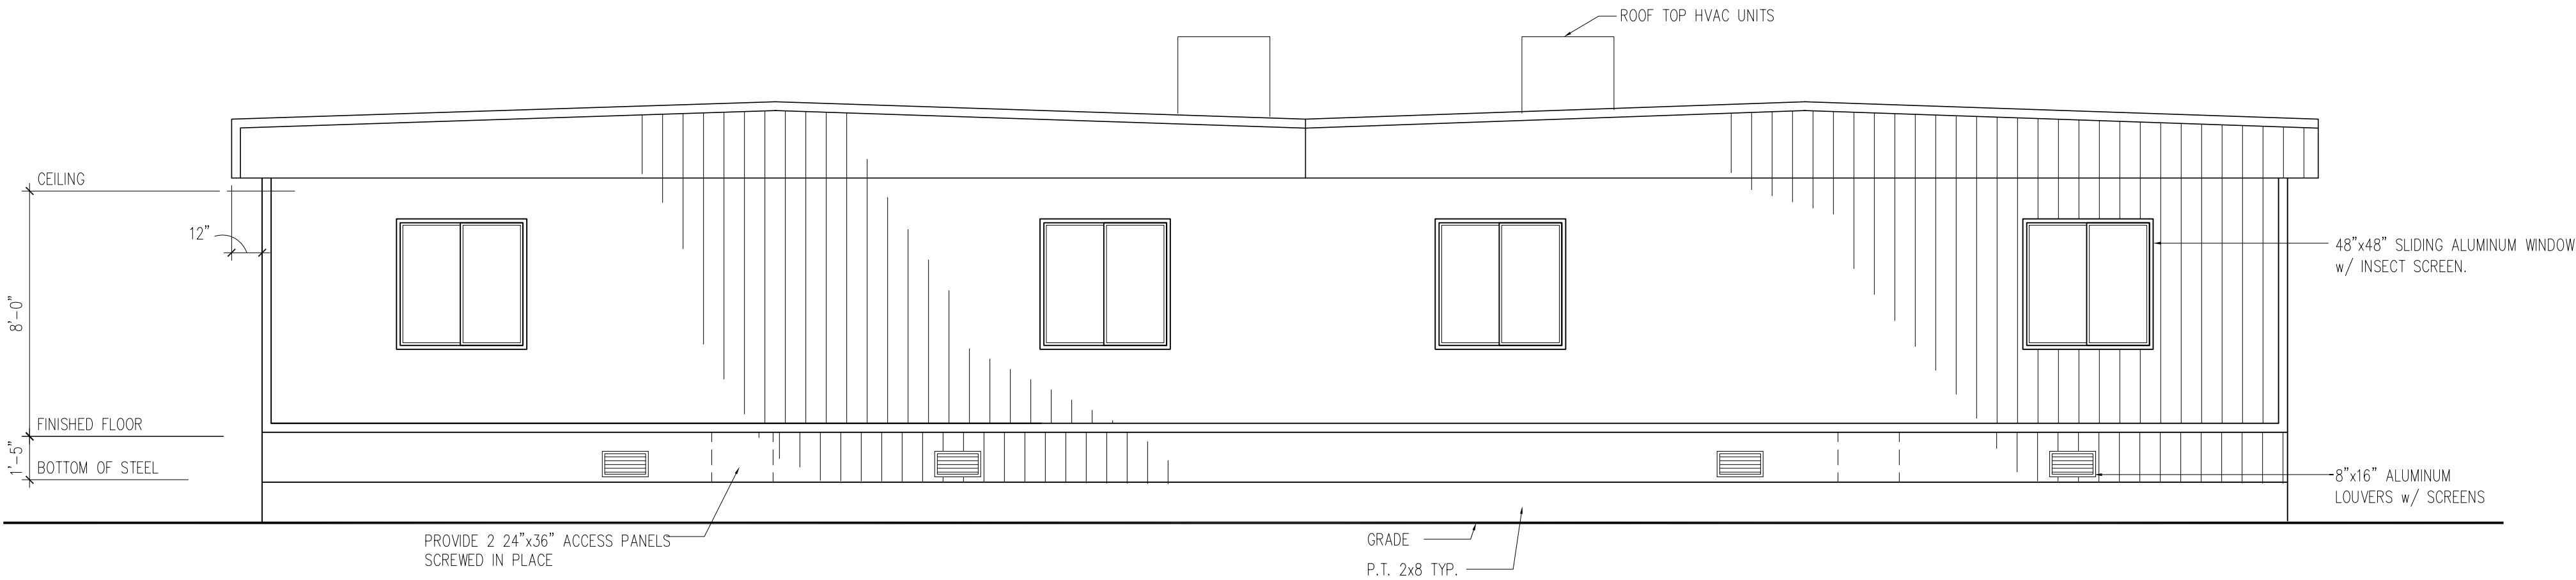 ROOF TOP HVAC UNITS
CEILING
12"
48"x48" SLIDING ALUMINUM WINDOW
w/ INSECT SCREEN.
8'-0"
FINISHED FLOOR
1'-5"
BOTTOM OF STEEL
8"x16" ALUMINUM
LOUVERS w/ SCREENS
PROVIDE 2 24"x36" ACCESS PANELS
SCREWED IN PLACE
GRADE
P.T. 2x8 TYP.